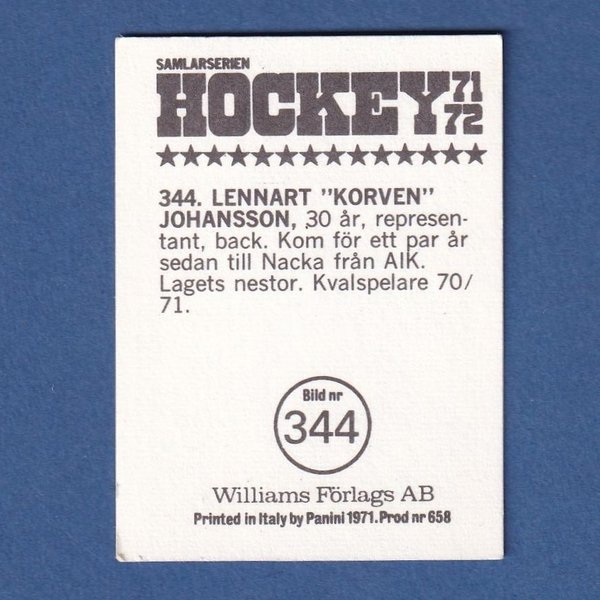 SAMLARSERIEN
HOCKEY 71 72
344. LENNART "KORVEN"
JOHANSSON, 30 år, represen-
tant, back. Kom för ett par år
sedan till Nacka från AIK.
Lagets nestor. Kvalspelare 70/
71.
Bild nr
344
Williams Förlags AB
Printed in Italy by Panini 1971. Prod nr 658